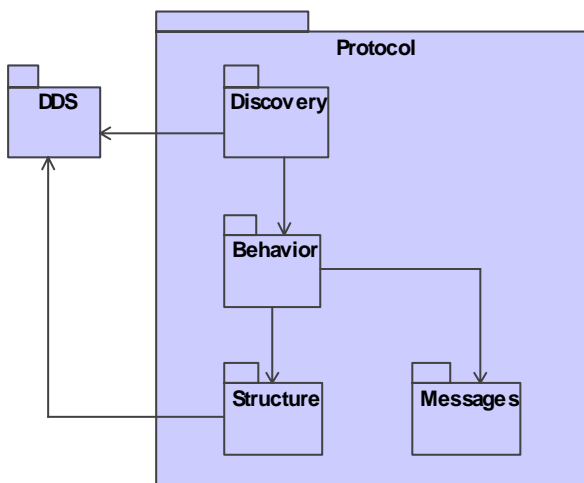 Protocol
DDS
Discovery
Behavior
Structure
Messages